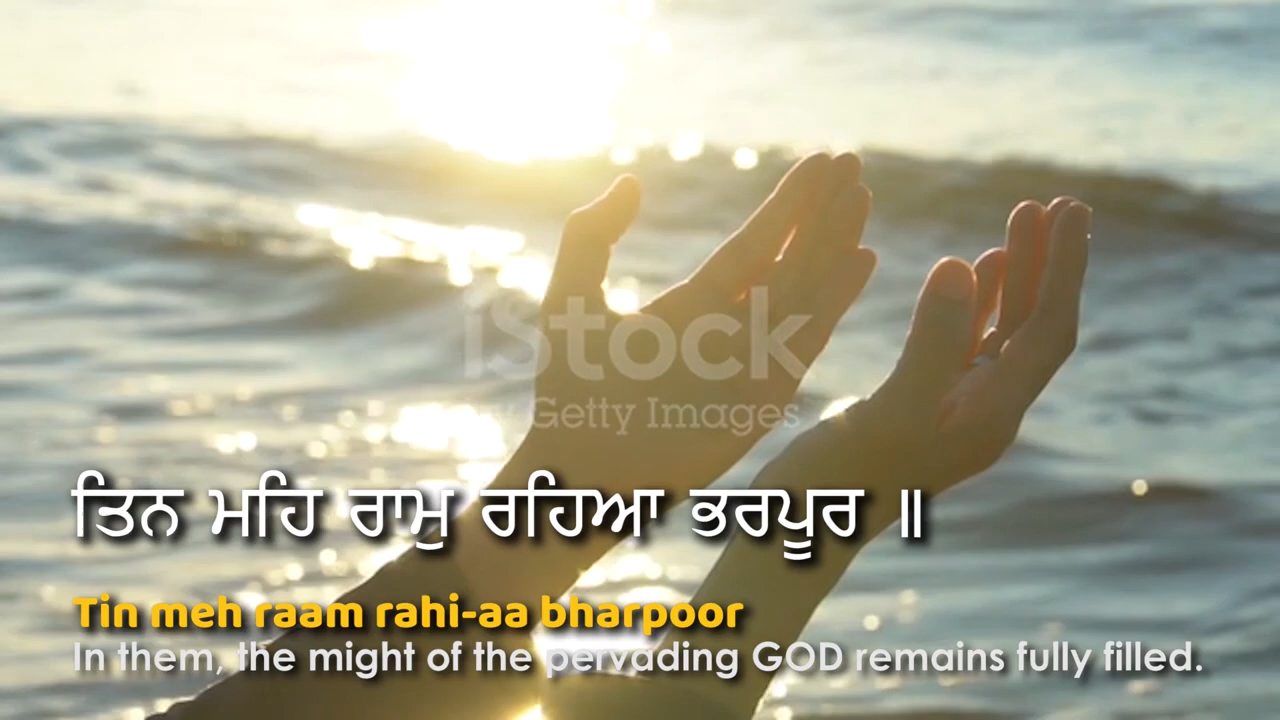 iStock
by Getty Images
ਤਿਨ ਮਹਿ ਰਾਮੁ ਰਹਿਆ ਭਰਪੂਰ ॥
Tin meh raam rahi-aa bharpoor
In them, the might of the pervading GOD remains fully filled.